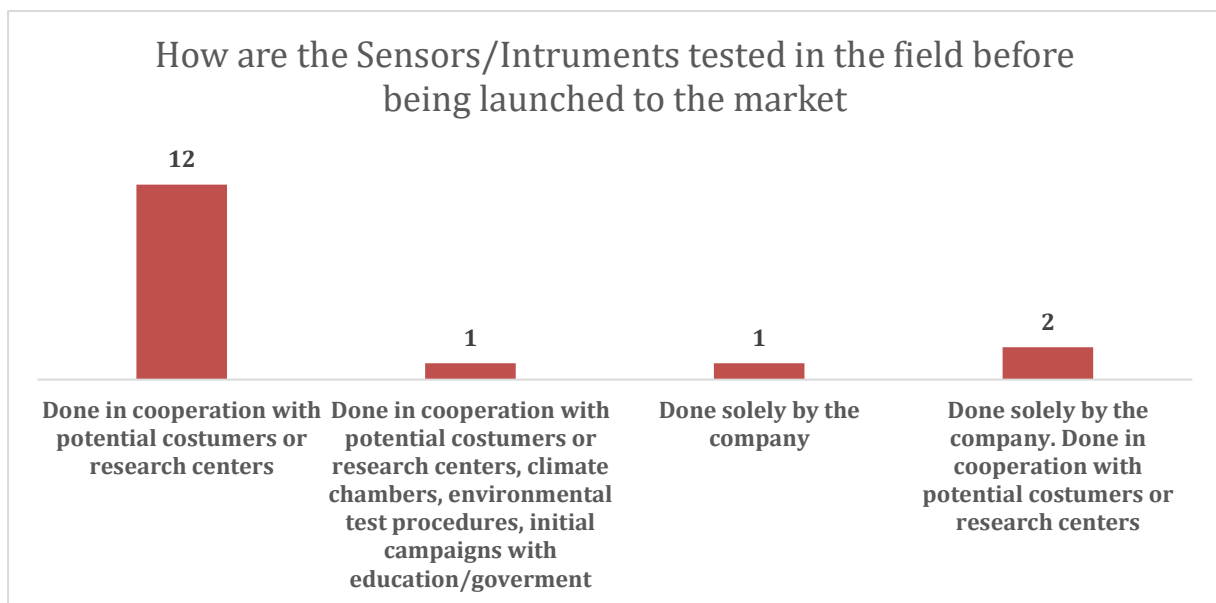 How are the Sensors/Intruments tested in the field before
being launched to the market
12
1
1
2
Done in cooperation with
potential costumers or
research centers
Done in cooperation with
potential costumers or
research centers, climate
chambers, environmental
test procedures, initial
campaigns with
education/goverment
Done solely by the
company
Done solely by the
company. Done in
cooperation with
potential costumers or
research centers